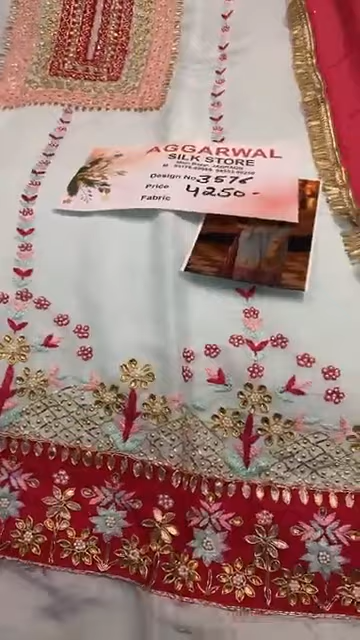 AGGARWAL
SILK STORE
Design No. 3576
Price 4250-
Fabric